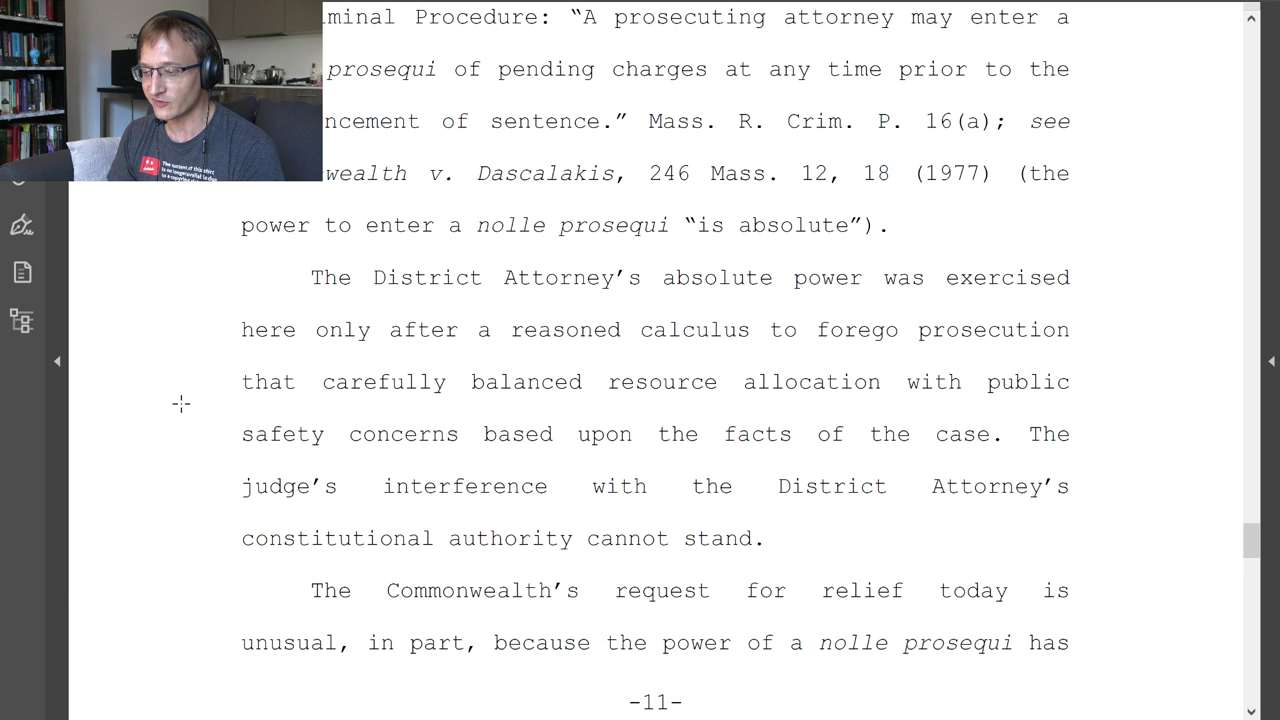 minal Procedure: “A prosecuting attorney may enter a
prosequi of pending charges at any time prior to the
ncement of sentence.” Mass. R. Crim. P. 16(a); see
wealth v. Dascalakis, 246 Mass. 12, 18 (1977) (the
power to enter a nolle prosequi “is absolute”).
The District Attorney’s absolute power was exercised
here only after a reasoned calculus to forego prosecution
that carefully balanced resource allocation with public
safety concerns based upon the facts of the case. The
judge’s interference with the District Attorney’s
constitutional authority cannot stand.
The Commonwealth’s request for relief today is
unusual, in part, because the power of a nolle prosequi has
-11-
The content of this shirt